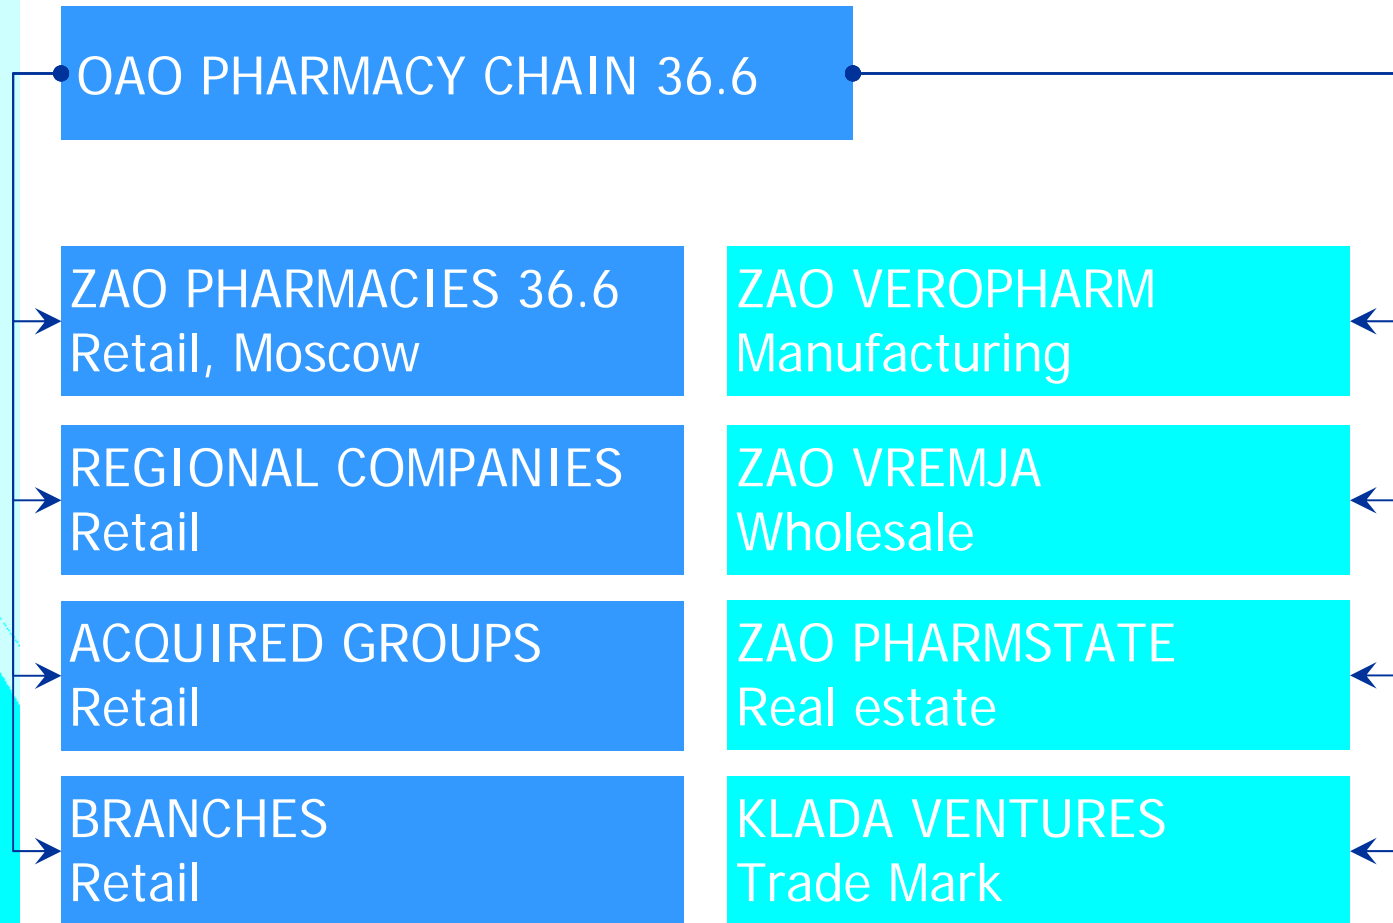 OAO PHARMACY CHAIN 36.6
ZAO PHARMACIES 36.6
Retail, Moscow
REGIONAL COMPANIES
Retail
ACQUIRED GROUPS
Retail
BRANCHES
Retail
ZAO VEROPHARM
Manufacturing
ZAO VREMJA
Wholesale
ZAO PHARMSTATE
Real estate
KLADA VENTURES
Trade Mark